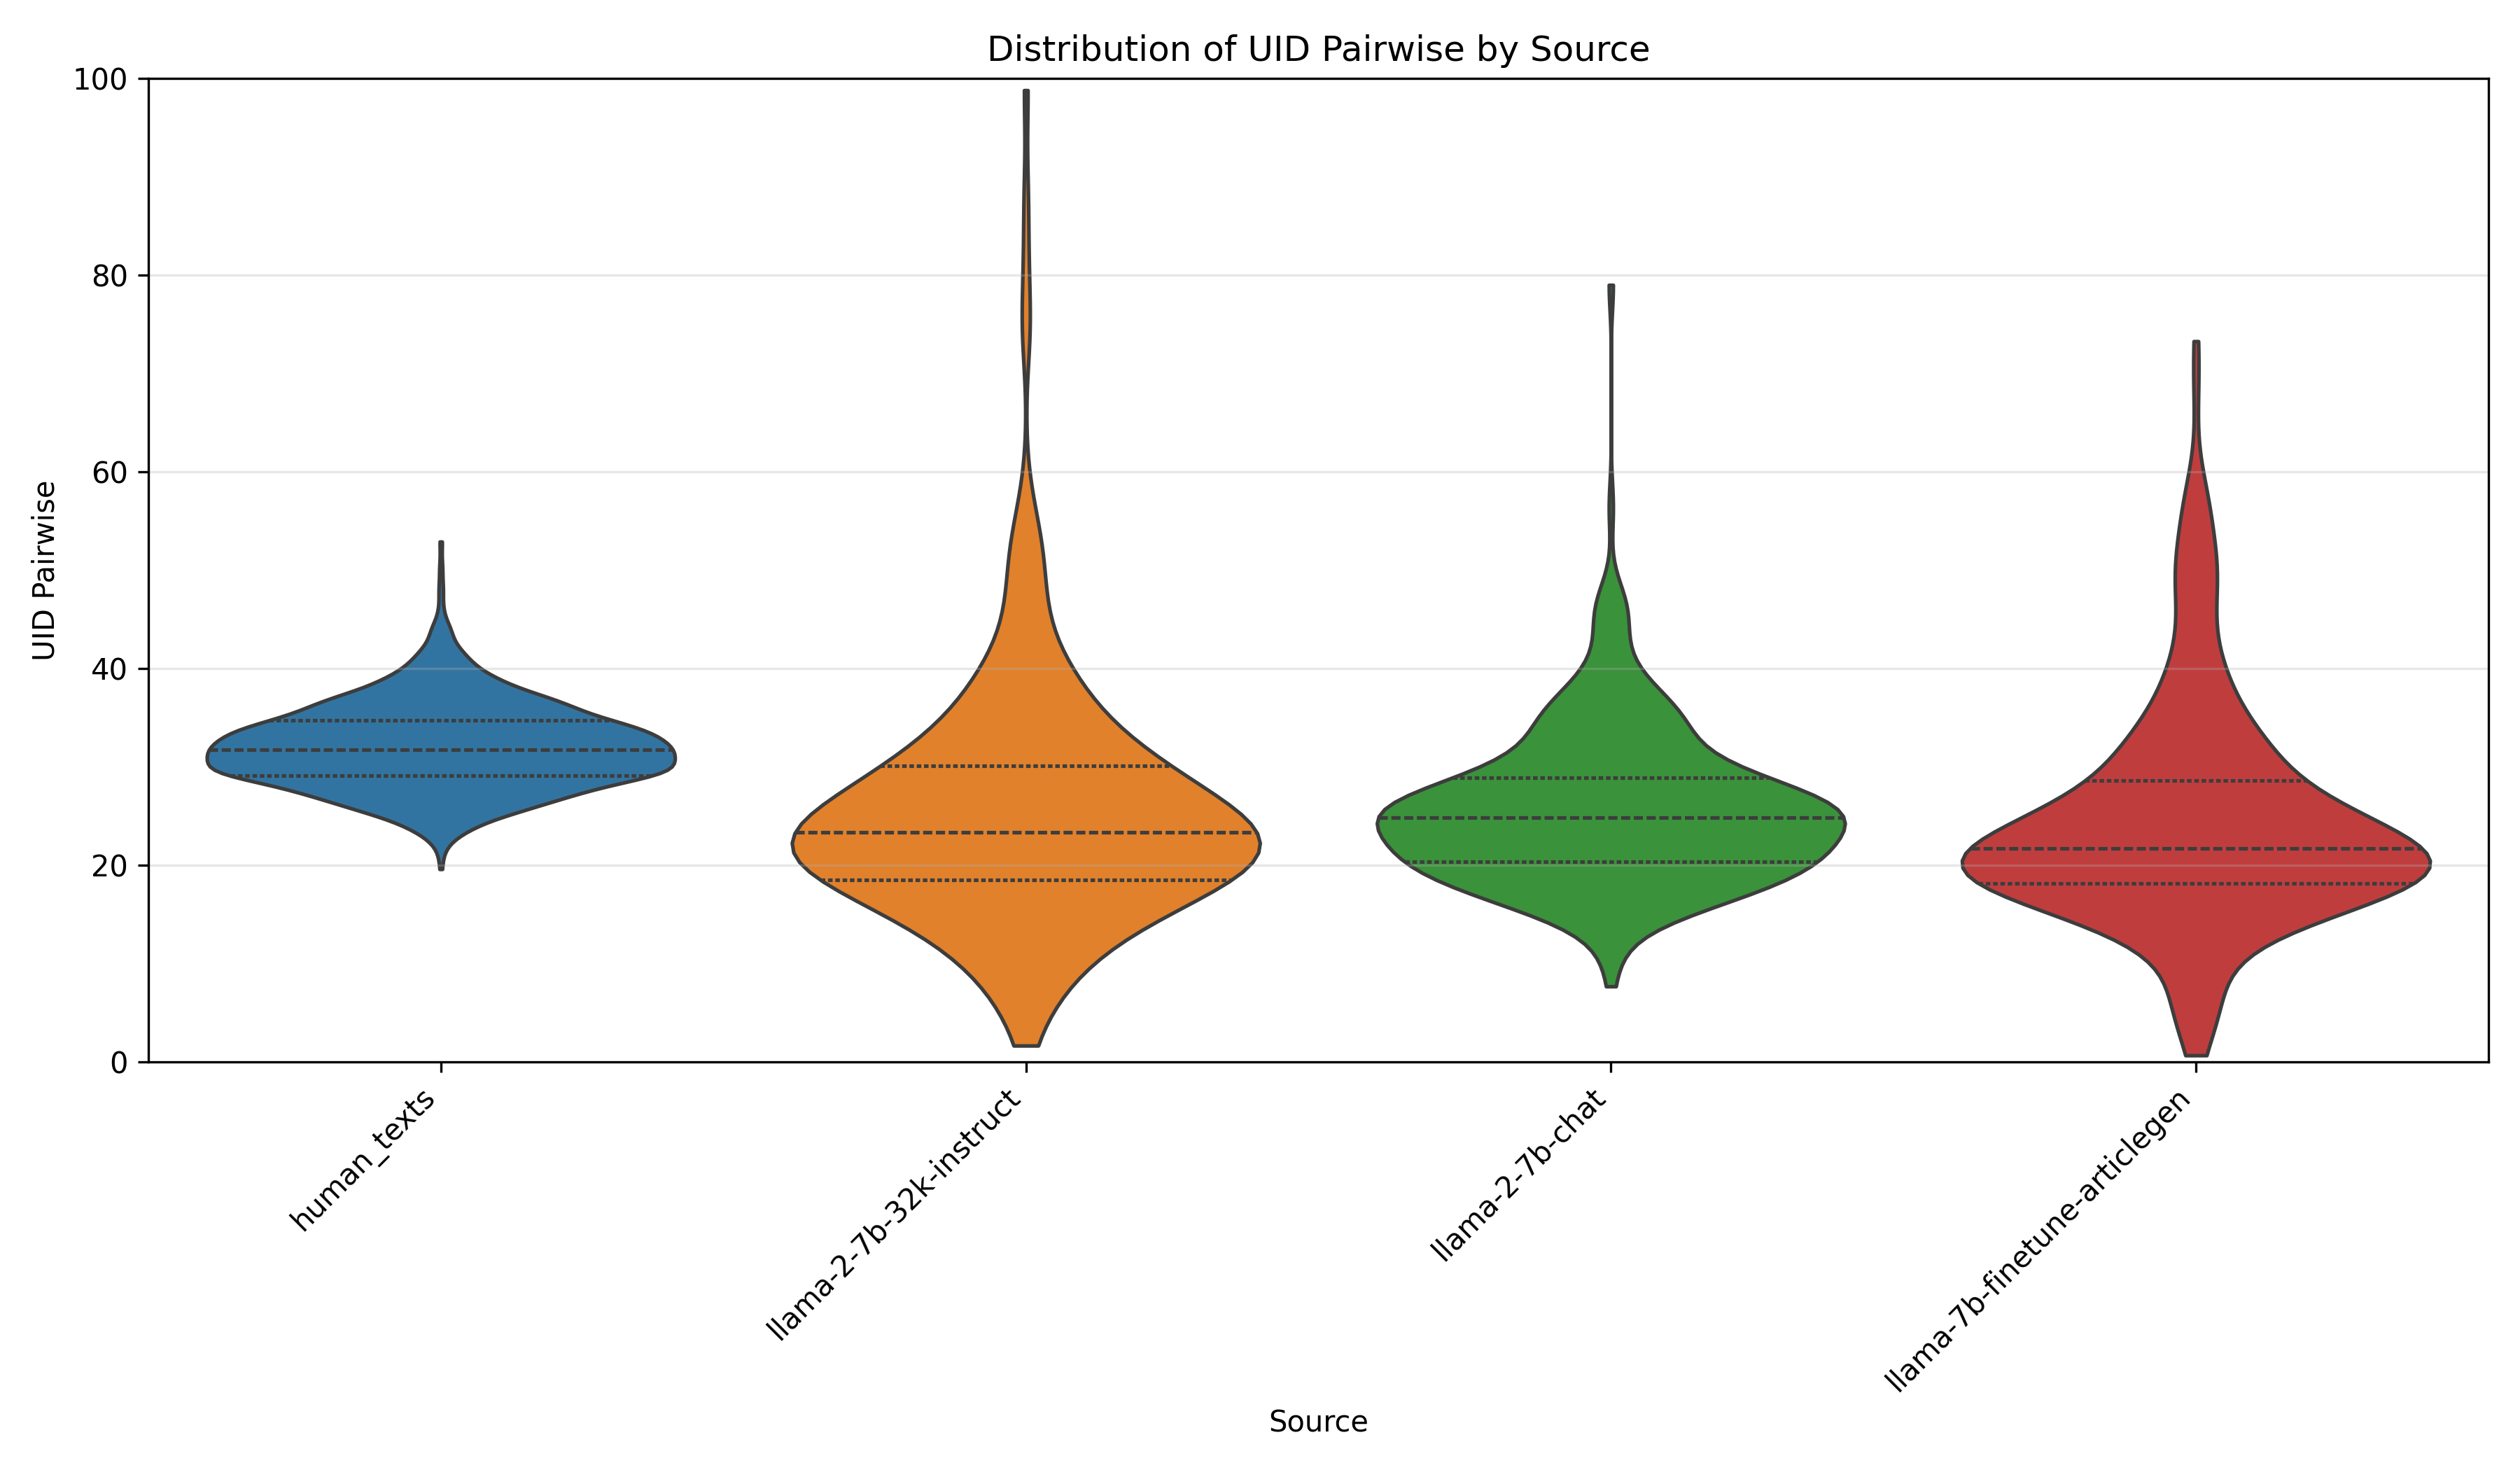 Distribution of UID Pairwise by Source
100
80
60
40
20
0
UID Pairwise
human_texts
llama-2-7b-32k-instruct
llama-2-7b-chat
llama-7b-finetune-articlegen
Source